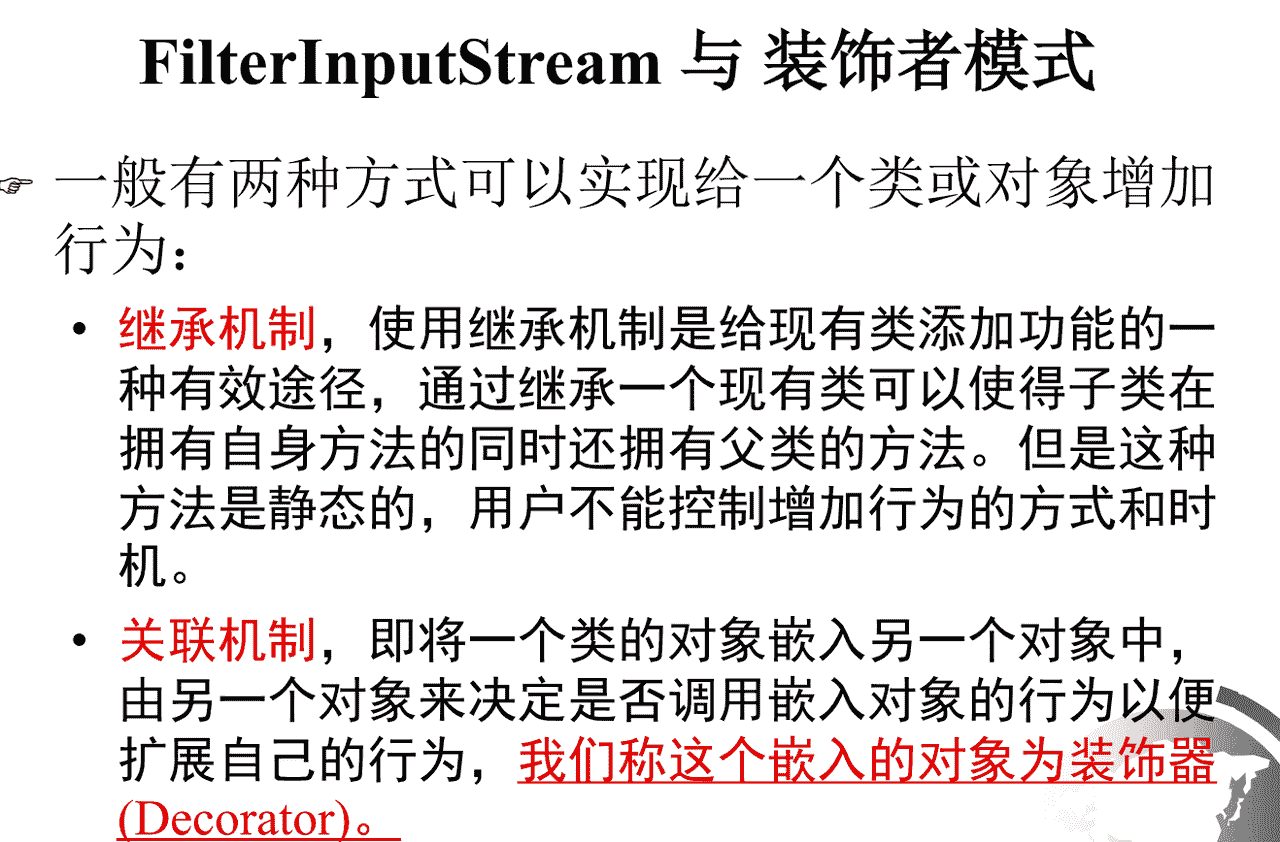 FilterInputStream 与 装饰者模式
一般有两种方式可以实现给一个类或对象增加
行为：
• 继承机制，使用继承机制是给现有类添加功能的一
种有效途径，通过继承一个现有类可以使得子类在
拥有自身方法的同时还拥有父类的方法。但是这种
方法是静态的，用户不能控制增加行为的方式和时
机。
• 关联机制，即将一个类的对象嵌入另一个对象中，
由另一个对象来决定是否调用嵌入对象的行为以便
扩展自己的行为，我们称这个嵌入的对象为装饰器
(Decorator)。